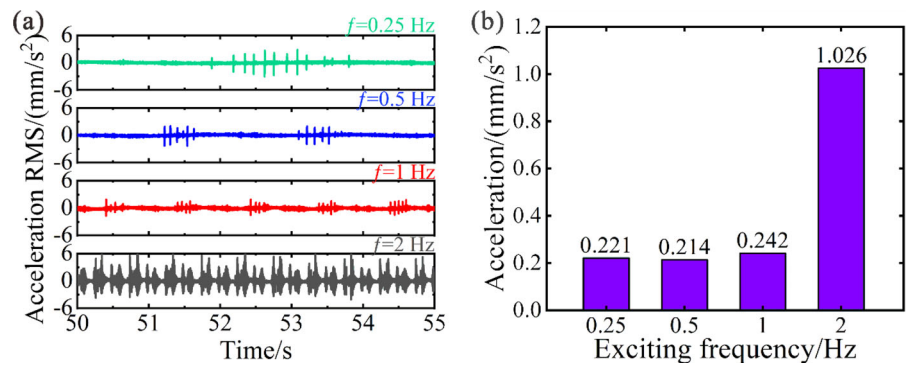 (a)
f=0.25 Hz
6
0
-6
f=0.5 Hz
6
0
-6
f=1 Hz
6
0
-6
f=2 Hz
6
0
-6
50 51 52 53 54 55
Time/s
Acceleration RMS/(mm/s²)
(b)
1.2
1.0
0.8
0.6
0.4
0.2
0.0
0.221
0.214
0.242
1.026
0.25 0.5 1 2
Exciting frequency/Hz
Acceleration/(mm/s²)